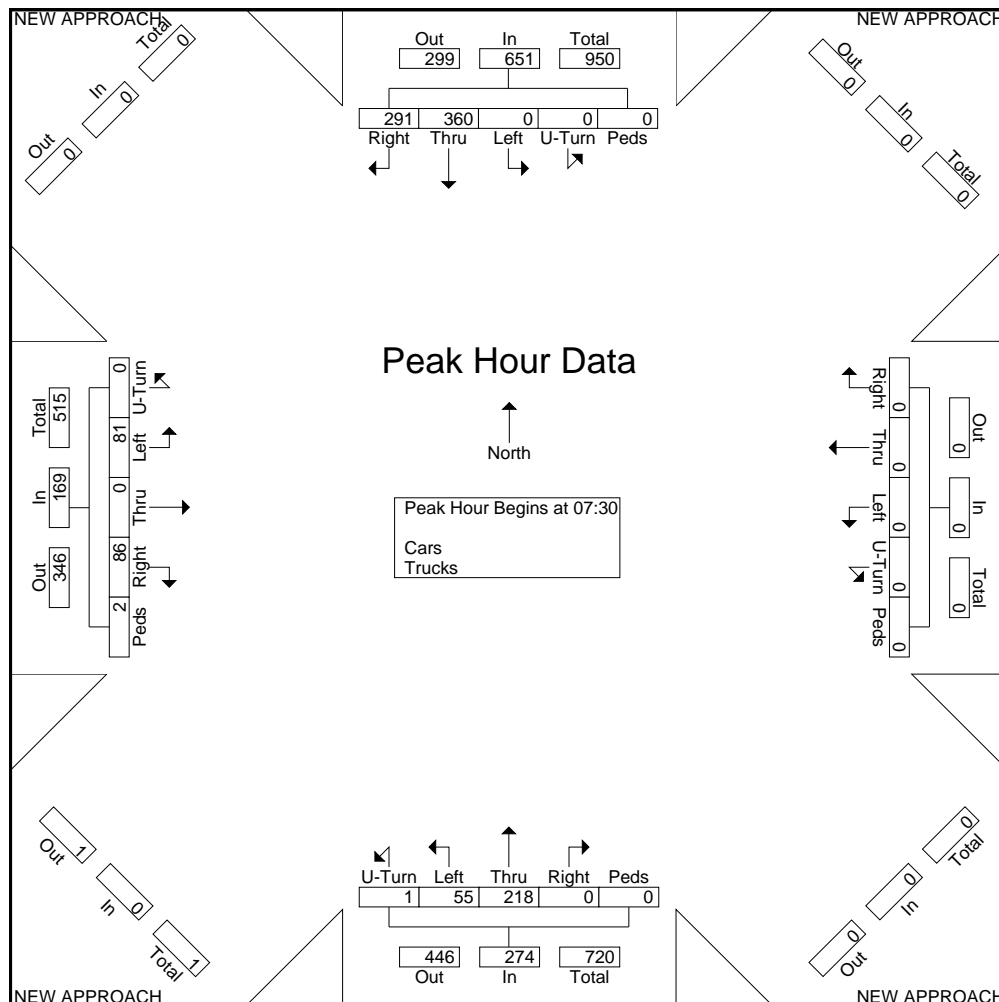 NEW APPROACH
NEW APPROACH
Total
0
In
0
Out
0
Out In Total
299 651 950
291 360 0 0 0
Right Thru Left U-Turn Peds
Out
0
In
0
Total
0
Peak Hour Data
North
Peak Hour Begins at 07:30
Cars
Trucks
Total
515
In
169
Out
346
0
U-Turn
81
Left
0
Thru
86
Right
2
Peds
Right
0
Thru
0
Left
0
U-Turn
0
Peds
0
Out
0
In
0
Total
0
Out
1
In
0
Total
1
U-Turn Left Thru Right Peds
1 55 218 0 0
446 274 720
Out In Total
0
Total
0
In
0
Out
NEW APPROACH
NEW APPROACH